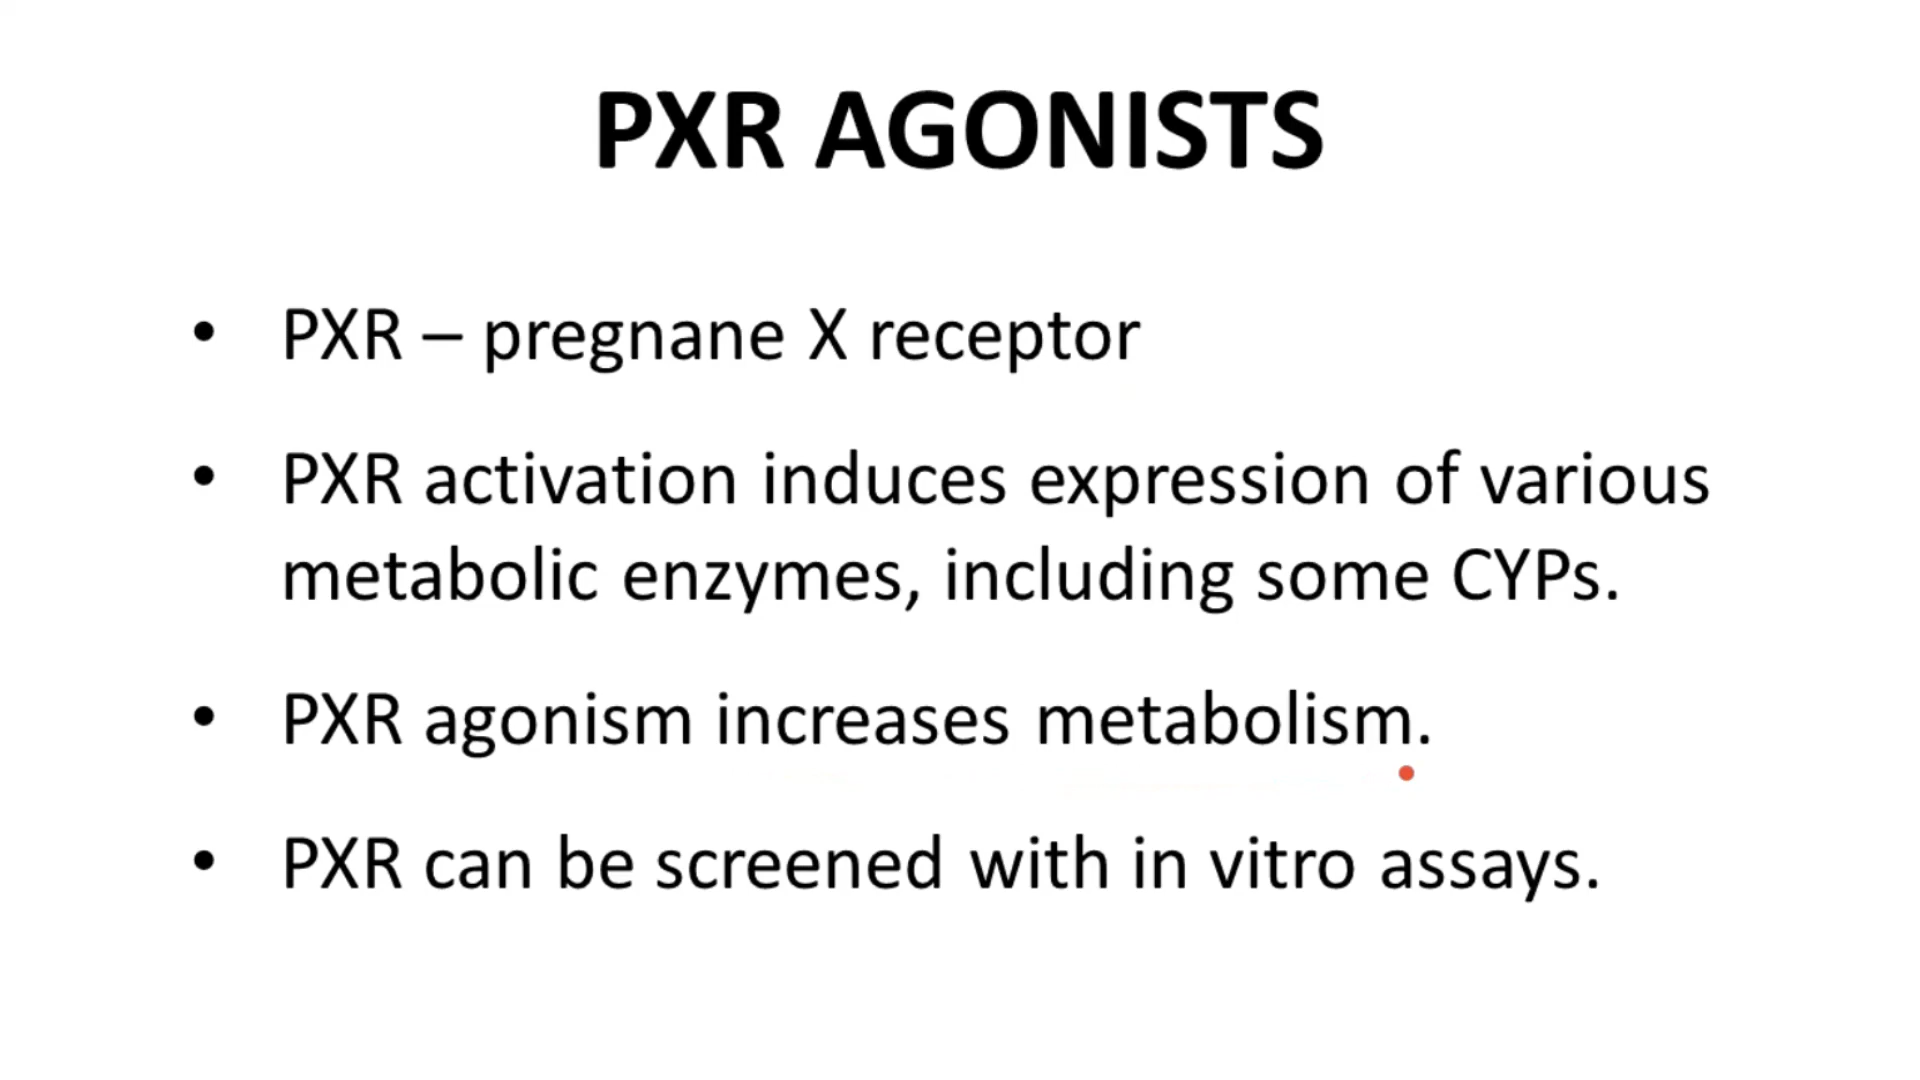 PXR AGONISTS
• PXR – pregnane X receptor
• PXR activation induces expression of various
metabolic enzymes, including some CYPs.
• PXR agonism increases metabolism.
• PXR can be screened with in vitro assays.